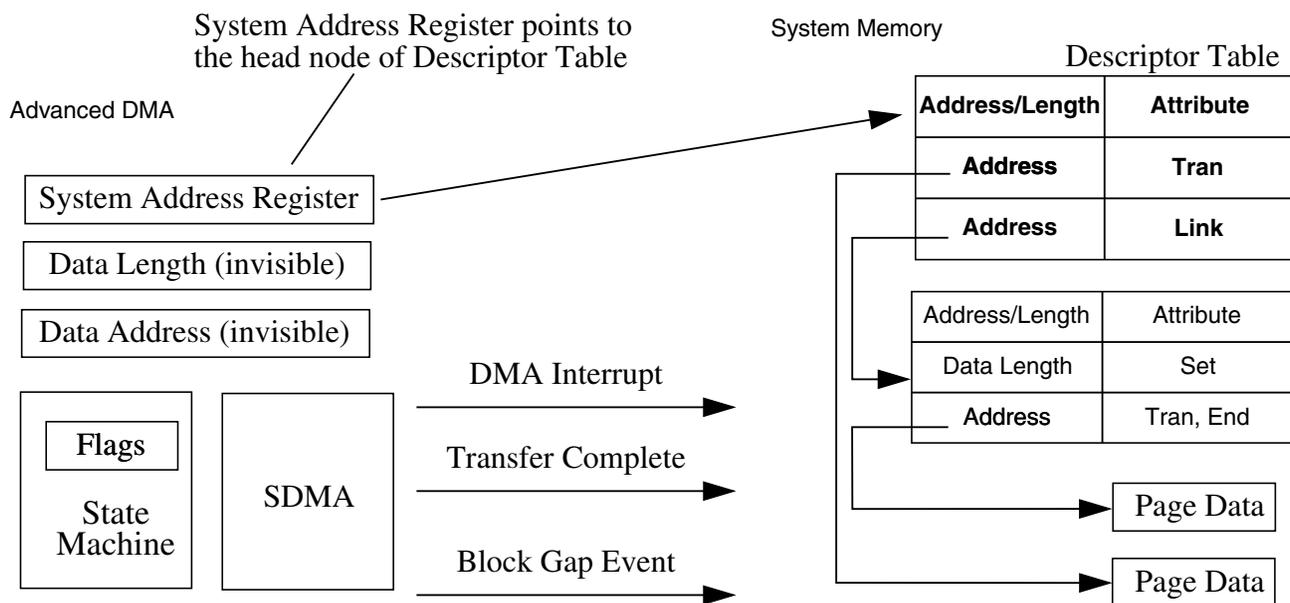 System Address Register points to
the head node of Descriptor Table
System Memory
Descriptor Table
Advanced DMA
Address/Length Attribute
Address Tran
Address Link
System Address Register
Data Length (invisible)
Data Address (invisible)
Address/Length Attribute
Data Length Set
Address Tran, End
Flags
State
Machine
SDMA
DMA Interrupt
Transfer Complete
Block Gap Event
Page Data
Page Data